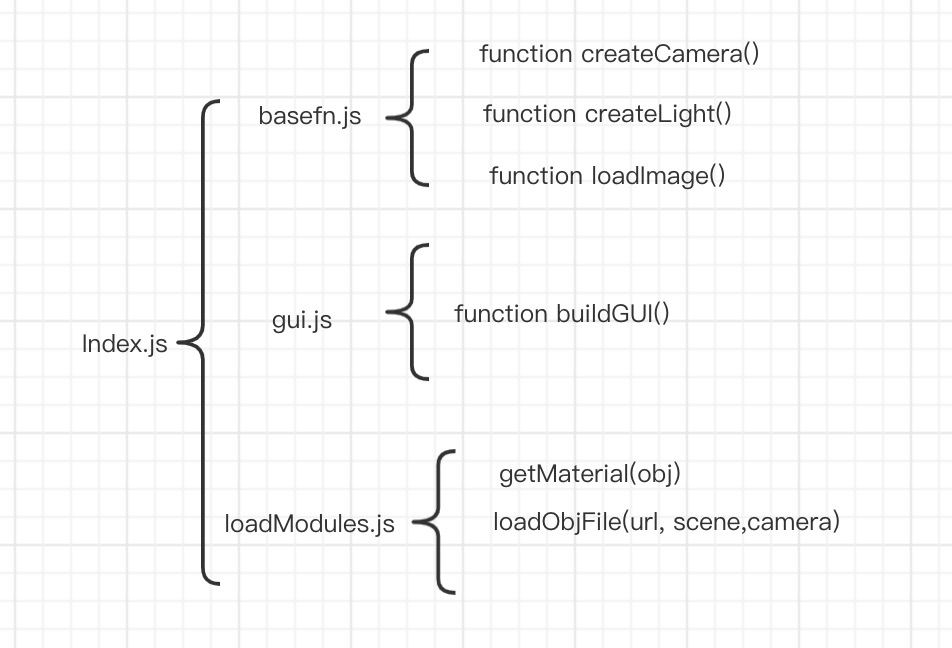 Index.js
basefn.js
function createCamera()
function createLight()
function loadImage()
gui.js
function buildGUI()
loadModules.js
getMaterial(obj)
loadObjFile(url, scene,camera)